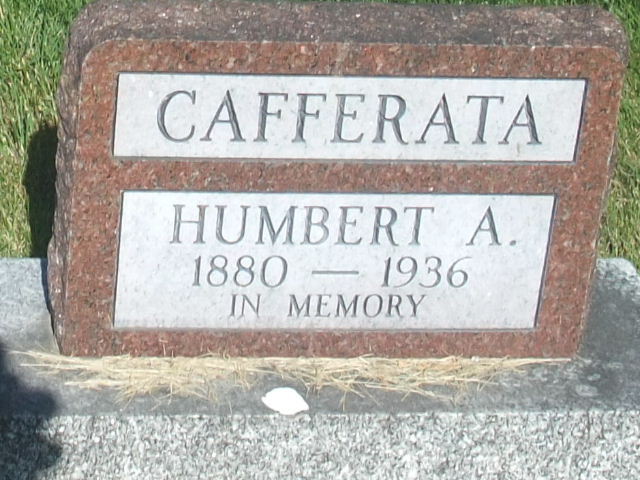 CAFFERATA
HUMBERT A.
1880 — 1936
IN MEMORY